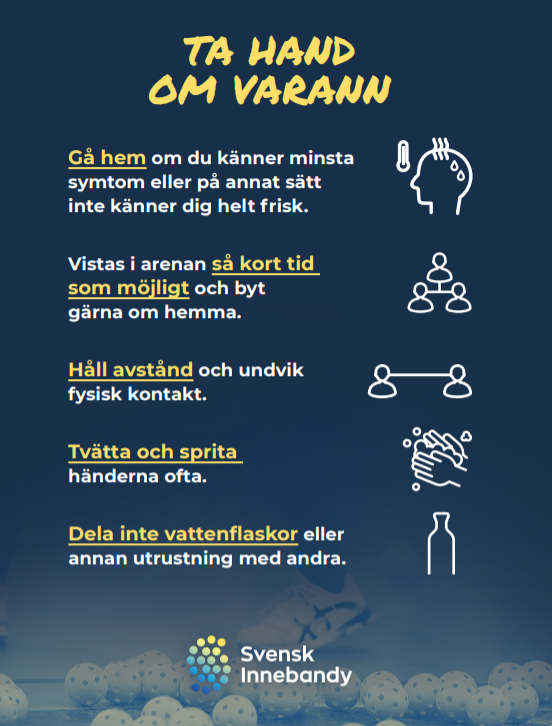 TA HAND
OM VARANN
Gå hem om du känner minsta
symtom eller på annat sätt
inte känner dig helt frisk.
Vistas i arenan så kort tid
som möjligt och byt
gärna om hemma.
Håll avstånd och undvik
fysisk kontakt.
Tvätta och sprita
händerna ofta.
Dela inte vattenflaskor eller
annan utrustning med andra.
Svensk
Innebandy